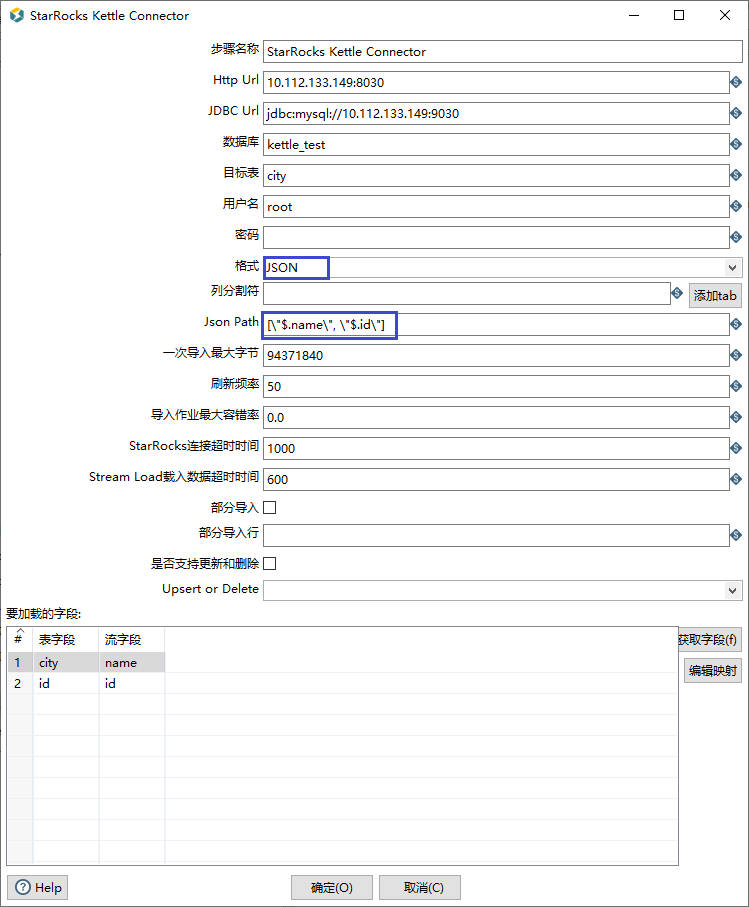 StarRocks Kettle Connector
步骤名称 StarRocks Kettle Connector
Http Url 10.112.133.149:8030
JDBC Url jdbc:mysql://10.112.133.149:9030
数据库 kettle_test
目标表 city
用户名 root
密码
格式 JSON
列分割符 添加tab
Json Path [\"$.name\", \"$.id\"]
一次导入最大字节 94371840
刷新频率 50
导入作业最大容错率 0.0
StarRocks连接超时时间 1000
Stream Load载入数据超时时间 600
部分导入
部分导入行
是否支持更新和删除
Upsert or Delete
要加载的字段:
# 表字段 流字段 获取字段(f)
1 city name 编辑映射
2 id id
Help 确定(O) 取消(C)